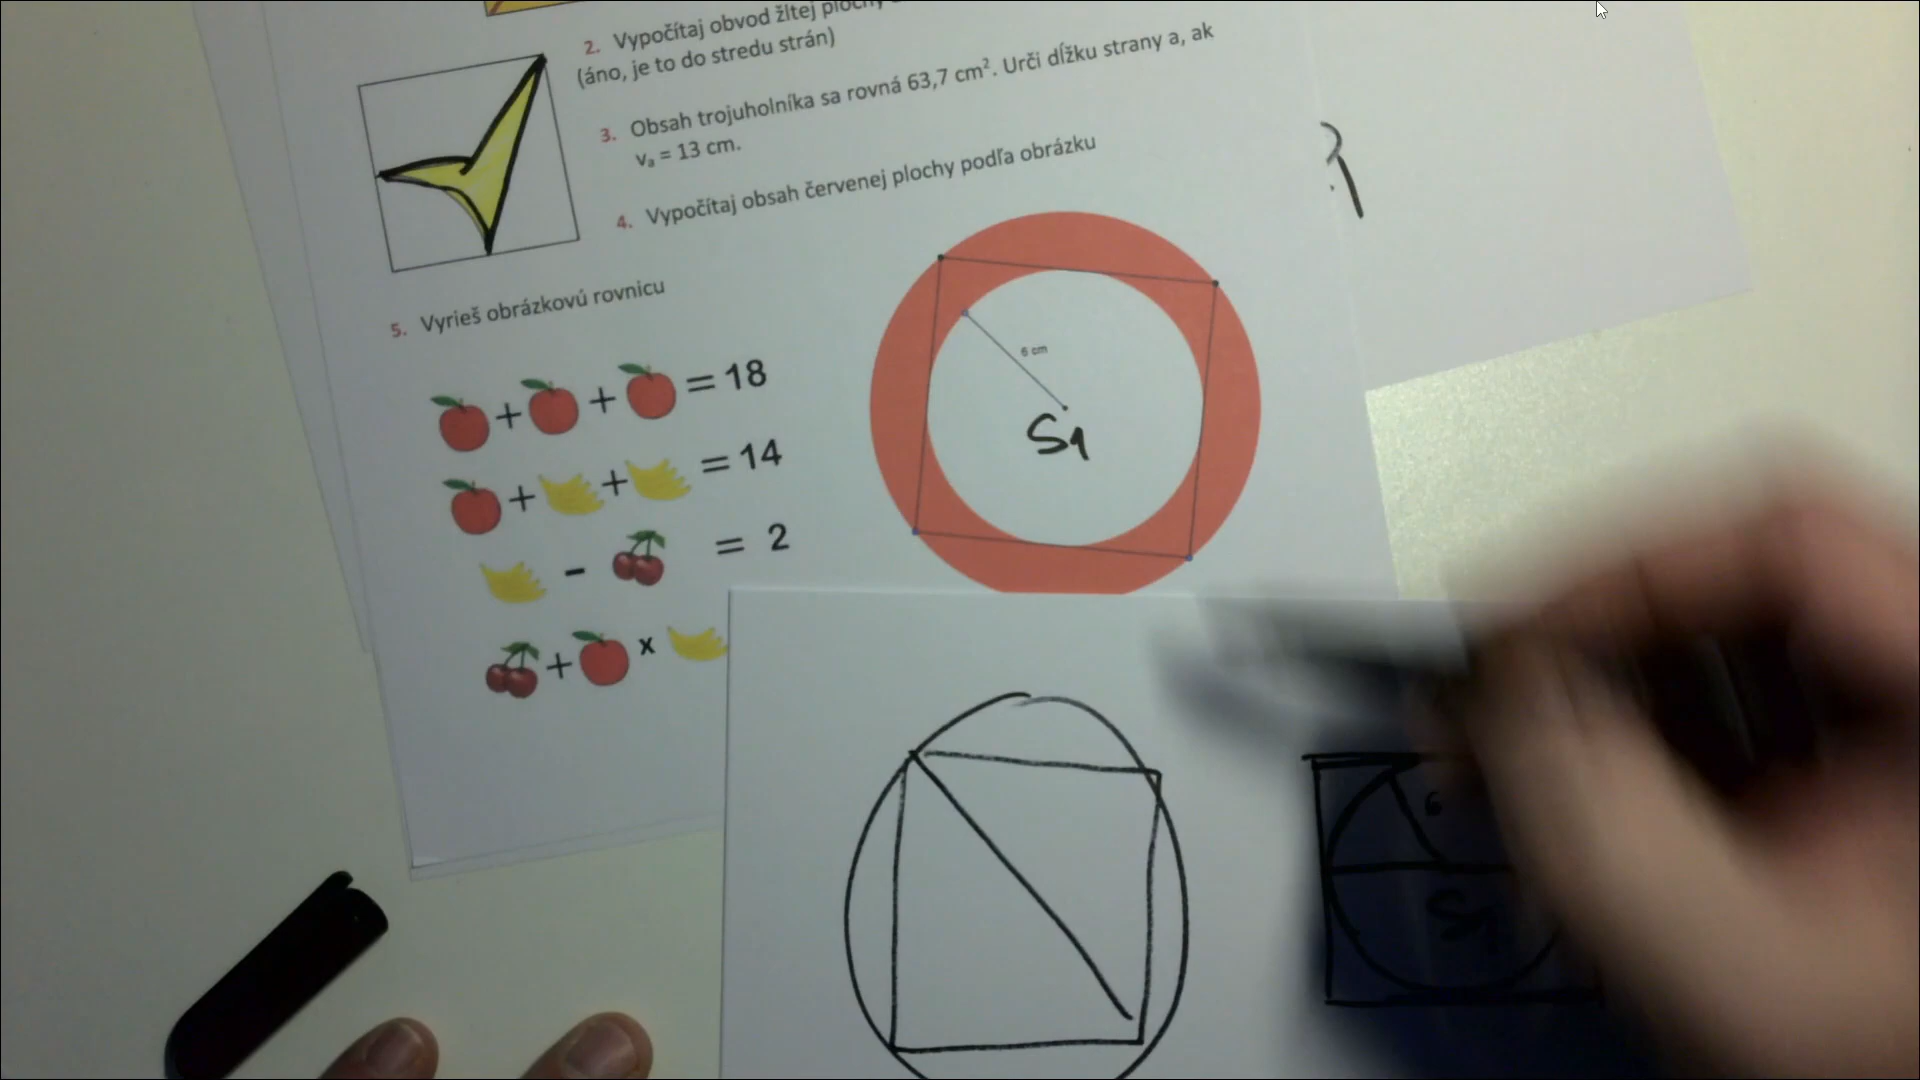 2. Vypočítaj obvod žltej plochy
(áno, je to do stredu strán)
3. Obsah trojuholníka sa rovná 63,7 cm². Urči dĺžku strany a, ak
vₐ = 13 cm.
4. Vypočítaj obsah červenej plochy podľa obrázku
?
5. Vyrieš obrázkovú rovnicu
6 cm
S1
+ + = 18
+ + = 14
- = 2
+ x
6